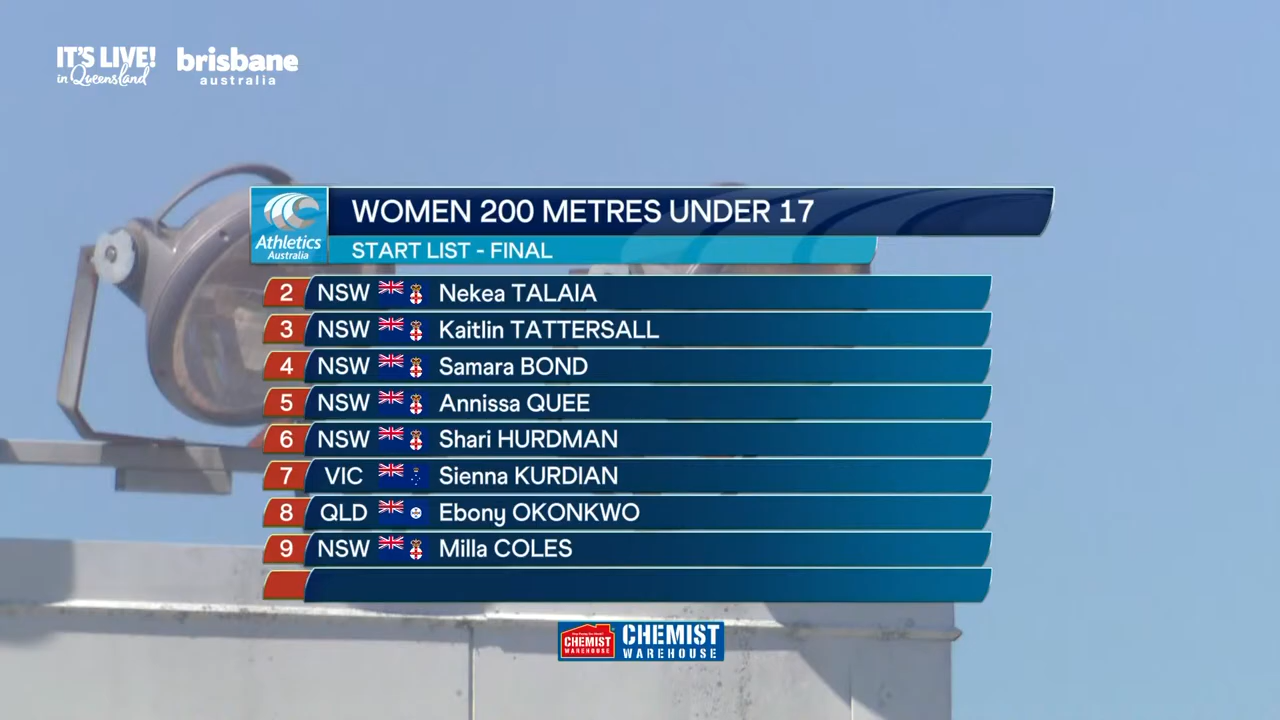 IT'S LIVE!
in Queensland
brisbane
australia
Athletics
Australia
WOMEN 200 METRES UNDER 17
START LIST - FINAL
2 NSW Nekea TALAIA
3 NSW Kaitlin TATTERSALL
4 NSW Samara BOND
5 NSW Annissa QUEE
6 NSW Shari HURDMAN
7 VIC Sienna KURDIAN
8 QLD Ebony OKONKWO
9 NSW Milla COLES
CHEMIST
WAREHOUSE
CHEMIST
WAREHOUSE